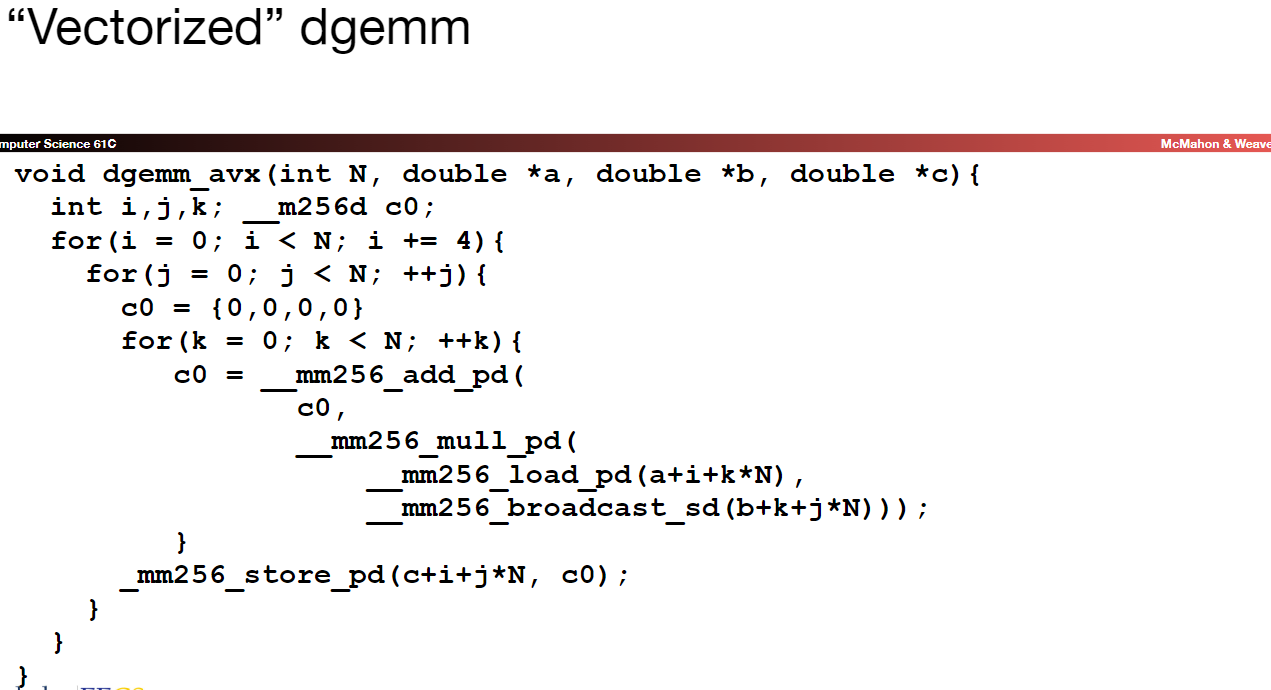 “Vectorized” dgemm
mputer Science 61C
McMahon & Weave
void dgemm_avx(int N, double *a, double *b, double *c){
int i,j,k; __m256d c0;
for(i = 0; i < N; i += 4){
for(j = 0; j < N; ++j){
c0 = {0,0,0,0}
for(k = 0; k < N; ++k){
c0 = __mm256_add_pd(
c0,
__mm256_mull_pd(
__mm256_load_pd(a+i+k*N),
__mm256_broadcast_sd(b+k+j*N)));
}
_mm256_store_pd(c+i+j*N, c0);
}
}
}